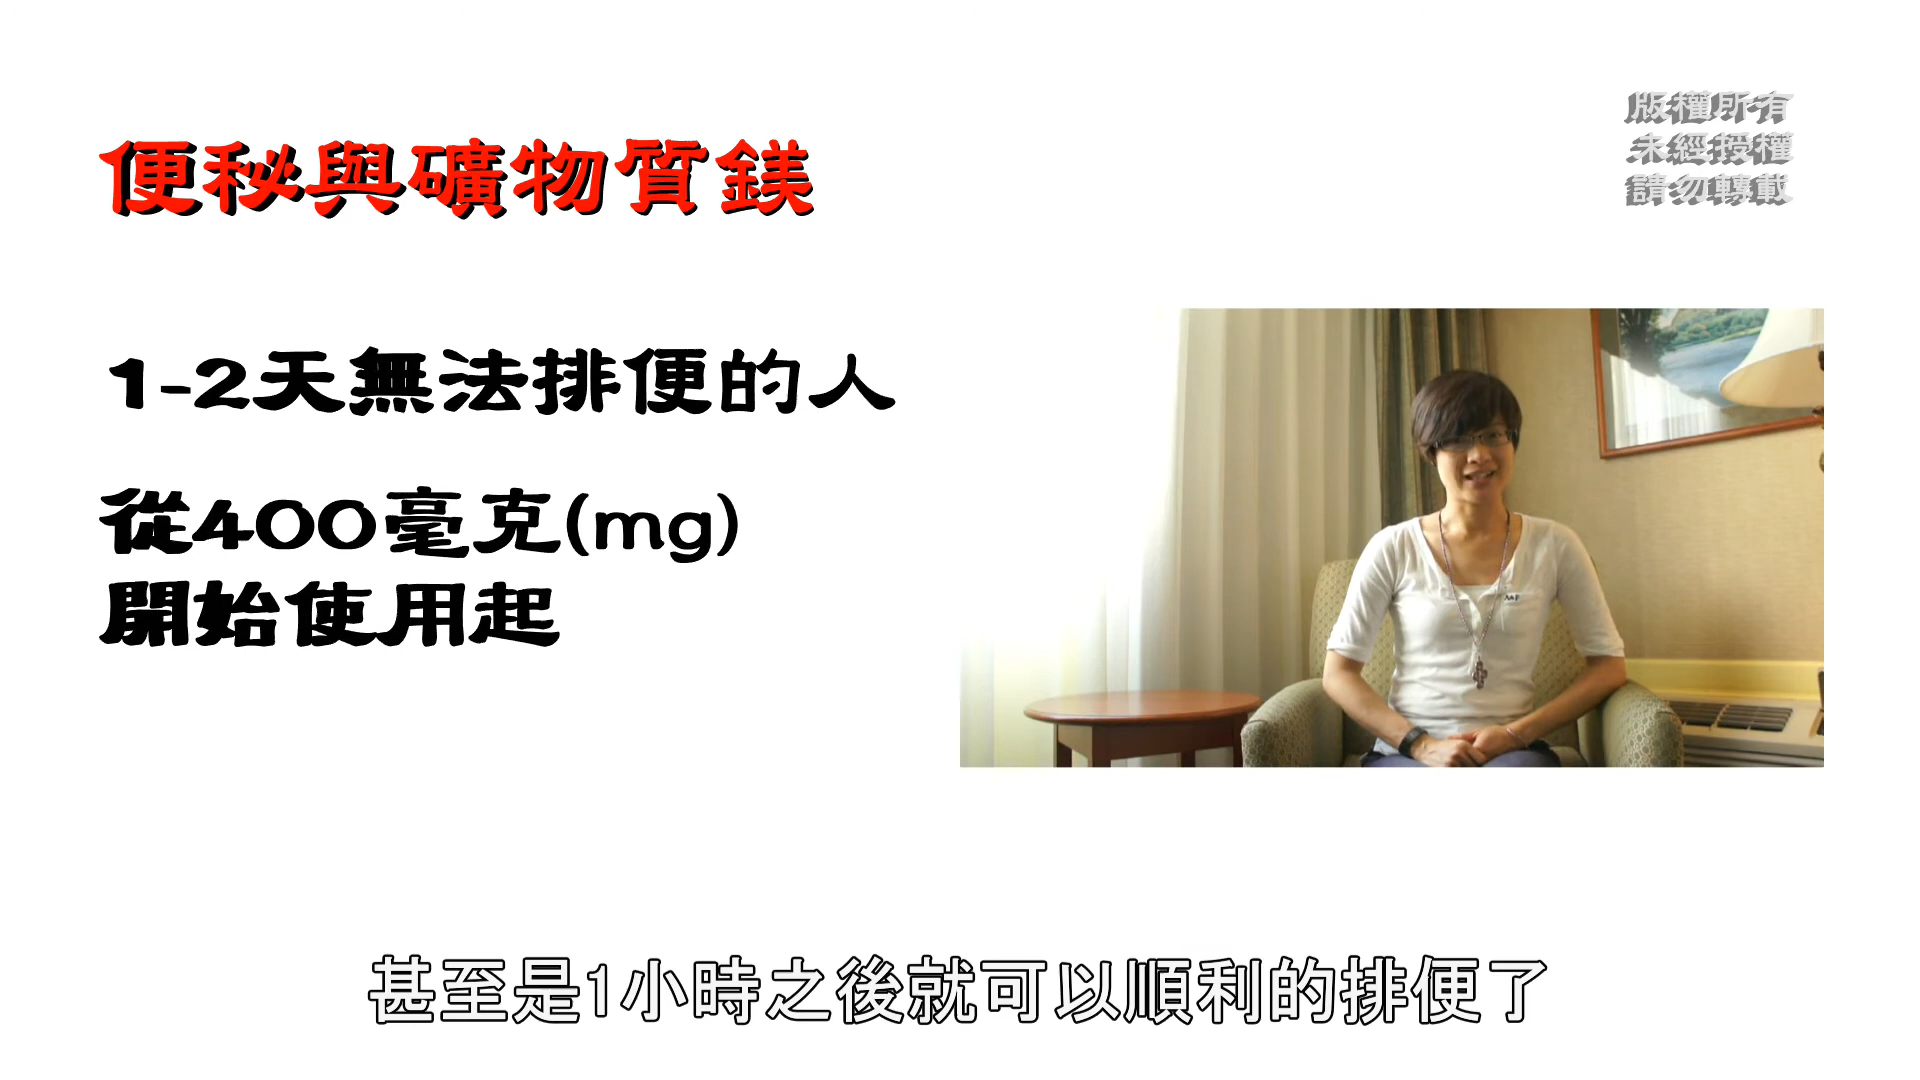 版權所有
未經授權
請勿轉載
便秘與礦物質鎂
1-2天無法排便的人
從400毫克(mg)
開始使用起
甚至是1小時之後就可以順利的排便了